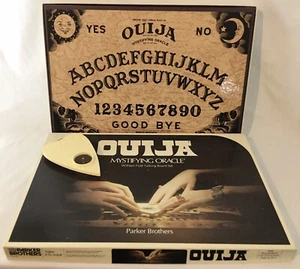 OUIJA
MYSTIFYING ORACLE
YES NO
ABCDEFGHIJKLM
NOPQRSTUVWXYZ
1234567890
GOOD BYE
OUIJA
MYSTIFYING ORACLE®
Parker Brothers
PARKER BROTHERS
OUIJA